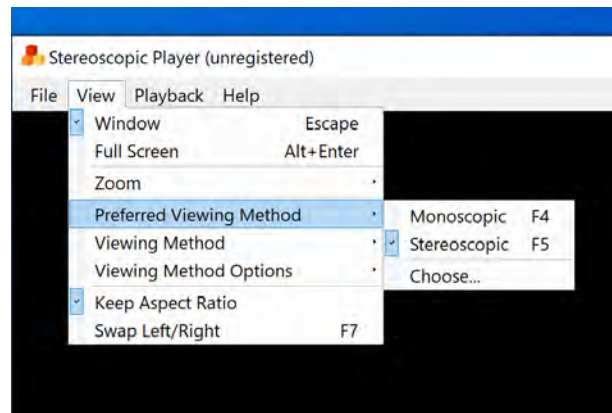 Stereoscopic Player (unregistered)
File View Playback Help
Window Escape
Full Screen Alt+Enter
Zoom
Preferred Viewing Method
Monoscopic F4
Viewing Method
Stereoscopic F5
Viewing Method Options
Choose...
Keep Aspect Ratio
Swap Left/Right F7